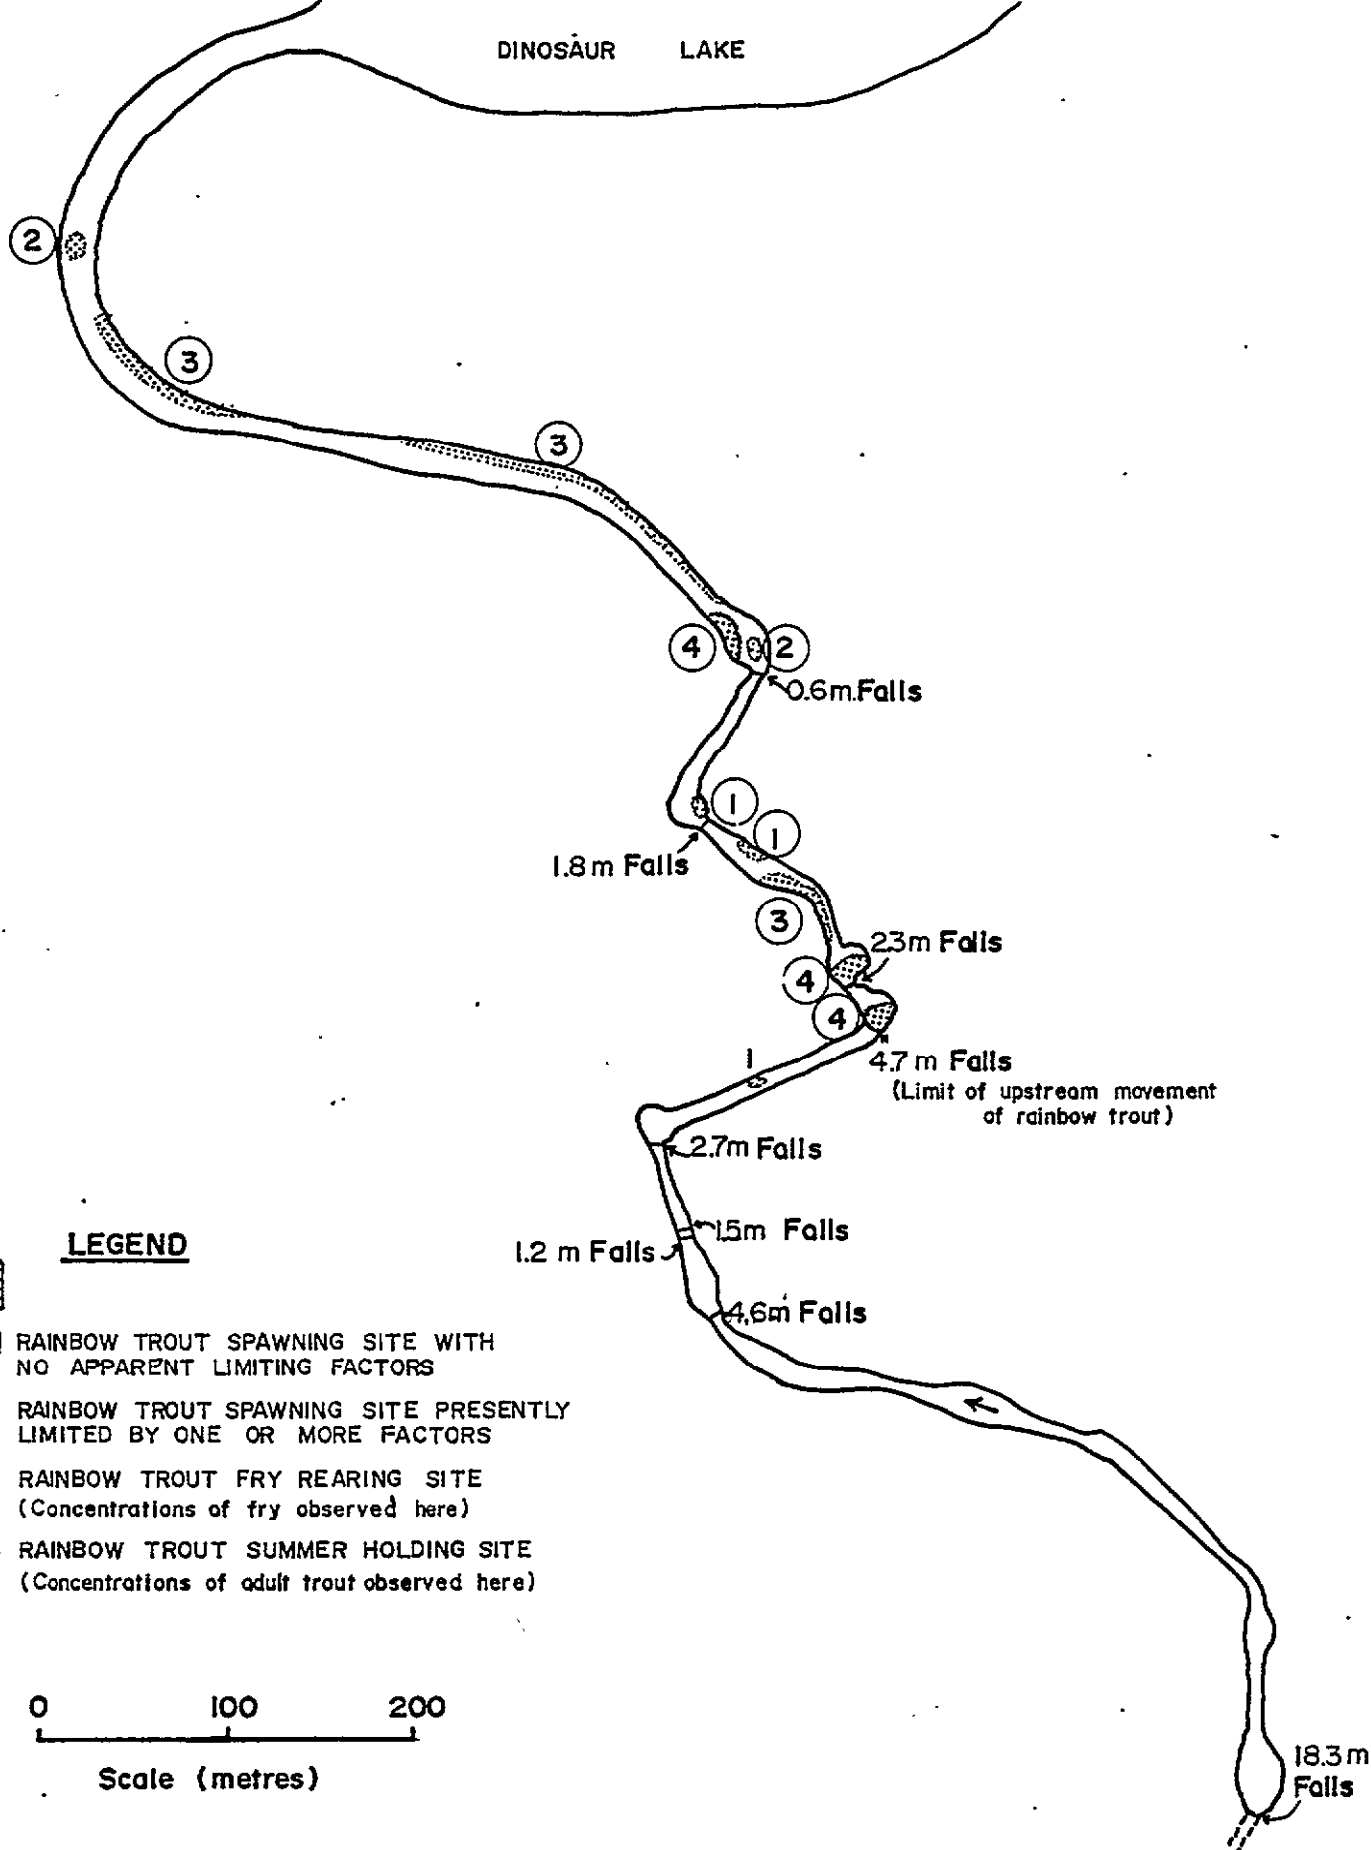 DINOSAUR LAKE
2
3
3
4
2
0.6m.Falls
1
1
1.8m Falls
3
2.3m Falls
4
4
1
4.7m Falls
(Limit of upstream movement
of rainbow trout)
2.7m Falls
1.5m Falls
1.2 m Falls
4.6m Falls
LEGEND
RAINBOW TROUT SPAWNING SITE WITH
NO APPARENT LIMITING FACTORS
RAINBOW TROUT SPAWNING SITE PRESENTLY
LIMITED BY ONE OR MORE FACTORS
RAINBOW TROUT FRY REARING SITE
(Concentrations of fry observed here)
RAINBOW TROUT SUMMER HOLDING SITE
(Concentrations of adult trout observed here)
0 100 200
Scale (metres)
18.3m
Falls